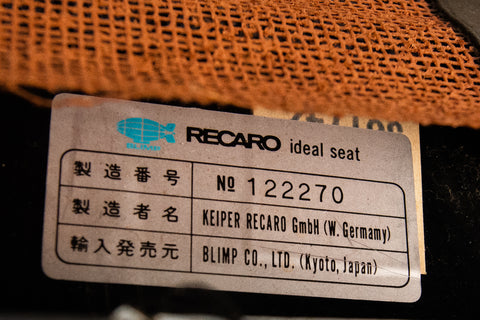 RECARO ideal seat
製造番号 № 122270
製造者名 KEIPER RECARO GmbH (W. Germany)
輸入発売元 BLIMP CO., LTD. (Kyoto, Japan)